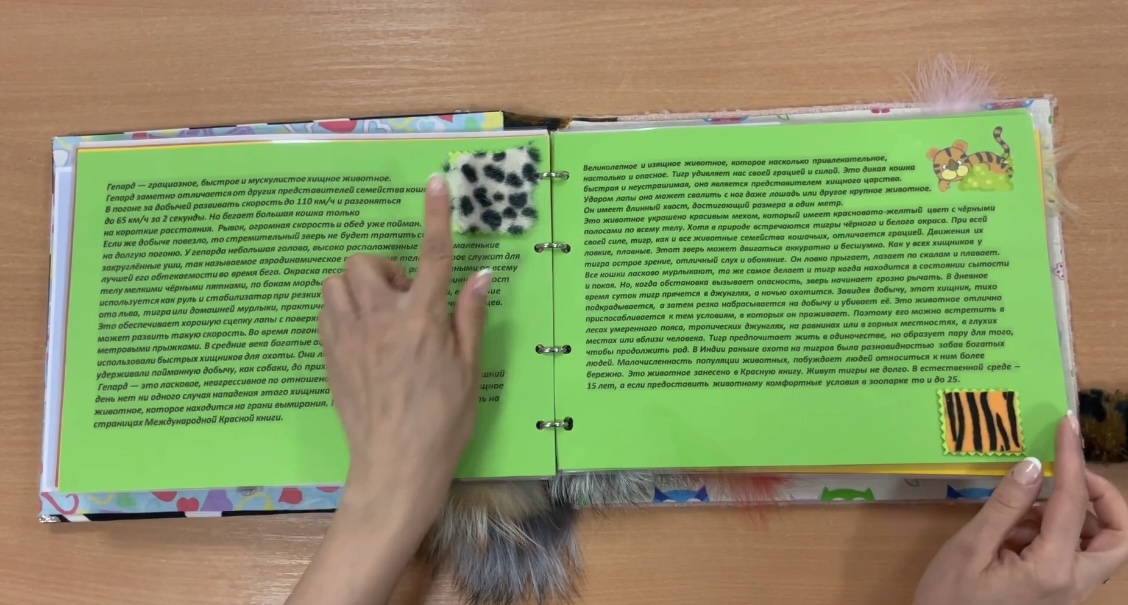 Гепард — грациозное, быстрое и мускулистое хищное животное.
Гепард заметно отличается от других представителей семейства
В погоне за добычей развивать скорость до 110 км/ч и разгоняться
до 65 км/ч за 2 секунды. Но бегает большая кошка только
на короткие расстояния. Рывок, огромная скорость и обед уже пойман.
Если же добыче повезло, то стремительный зверь не будет тратить
на долгую погоню. У гепарда небольшая голова, высоко расположенные маленькие
закруглённые уши, так называемое аэродинамическое служит для
лучшей его обтекаемости во время бега. Окраска всему
телу мелкими чёрными пятнами, по бокам
используется как руль и стабилизатор при резких
ото льва, тигра или домашней мурлыки,
Это обеспечивает хорошую сцепку лапы с
может развить такую скорость. Во время
метровыми прыжками. В средние века богатые
использовали быстрых хищников для охоты. Они
удерживали пойманную добычу, как собаки, до
Гепард — это ласковое, неагрессивное по
день нет ни одного случая нападения этого хищника
животное, которое находится на грани вымирания. на
страницах Международной Красной книги.
Великолепное и изящное животное, которое насколько привлекательное,
настолько и опасное. Тигр удивляет нас своей грацией и силой. Это дикая кошка
быстрая и неустрашимая, она является представителем хищного царства.
Ударом лапы она может свалить с ног даже лошадь или другое крупное животное.
Он имеет длинный хвост, достигающий размера в один метр.
Это животное украшено красивым мехом, который имеет красновато-желтый цвет с чёрными
полосами по всему телу. Хотя в природе встречаются тигры чёрного и белого окраса. При всей
своей силе, тигр, как и все животные семейства кошачьих, отличается грацией. Движения их
ловкие, плавные. Этот зверь может двигаться аккуратно и бесшумно. Как у всех хищников у
тигра острое зрение, отличный слух и обоняние. Он ловко прыгает, лазает по скалам и плавает.
Все кошки ласково мурлыкают, то же самое делает и тигр когда находится в состоянии сытости
и покоя. Но, когда обстановка вызывает опасность, зверь начинает грозно рычать. В дневное
время суток тигр прячется в джунглях, а ночью охотится. Завидев добычу, этот хищник, тихо
подкрадывается, а затем резко набрасывается на добычу и убивает её. Это животное отлично
приспосабливается к тем условиям, в которых он проживает. Поэтому его можно встретить в
лесах умеренного пояса, тропических джунглях, на равнинах или в горных местностях, в глухих
местах или вблизи человека. Тигр предпочитает жить в одиночестве, но образует пару для того,
чтобы продолжить род. В Индии раньше охота на тигров была разновидностью забав богатых
людей. Малочисленность популяции животных, побуждает людей относиться к ним более
бережно. Это животное занесено в Красную книгу. Живут тигры не долго. В естественной среде –
15 лет, а если предоставить животному комфортные условия в зоопарке то и до 25.